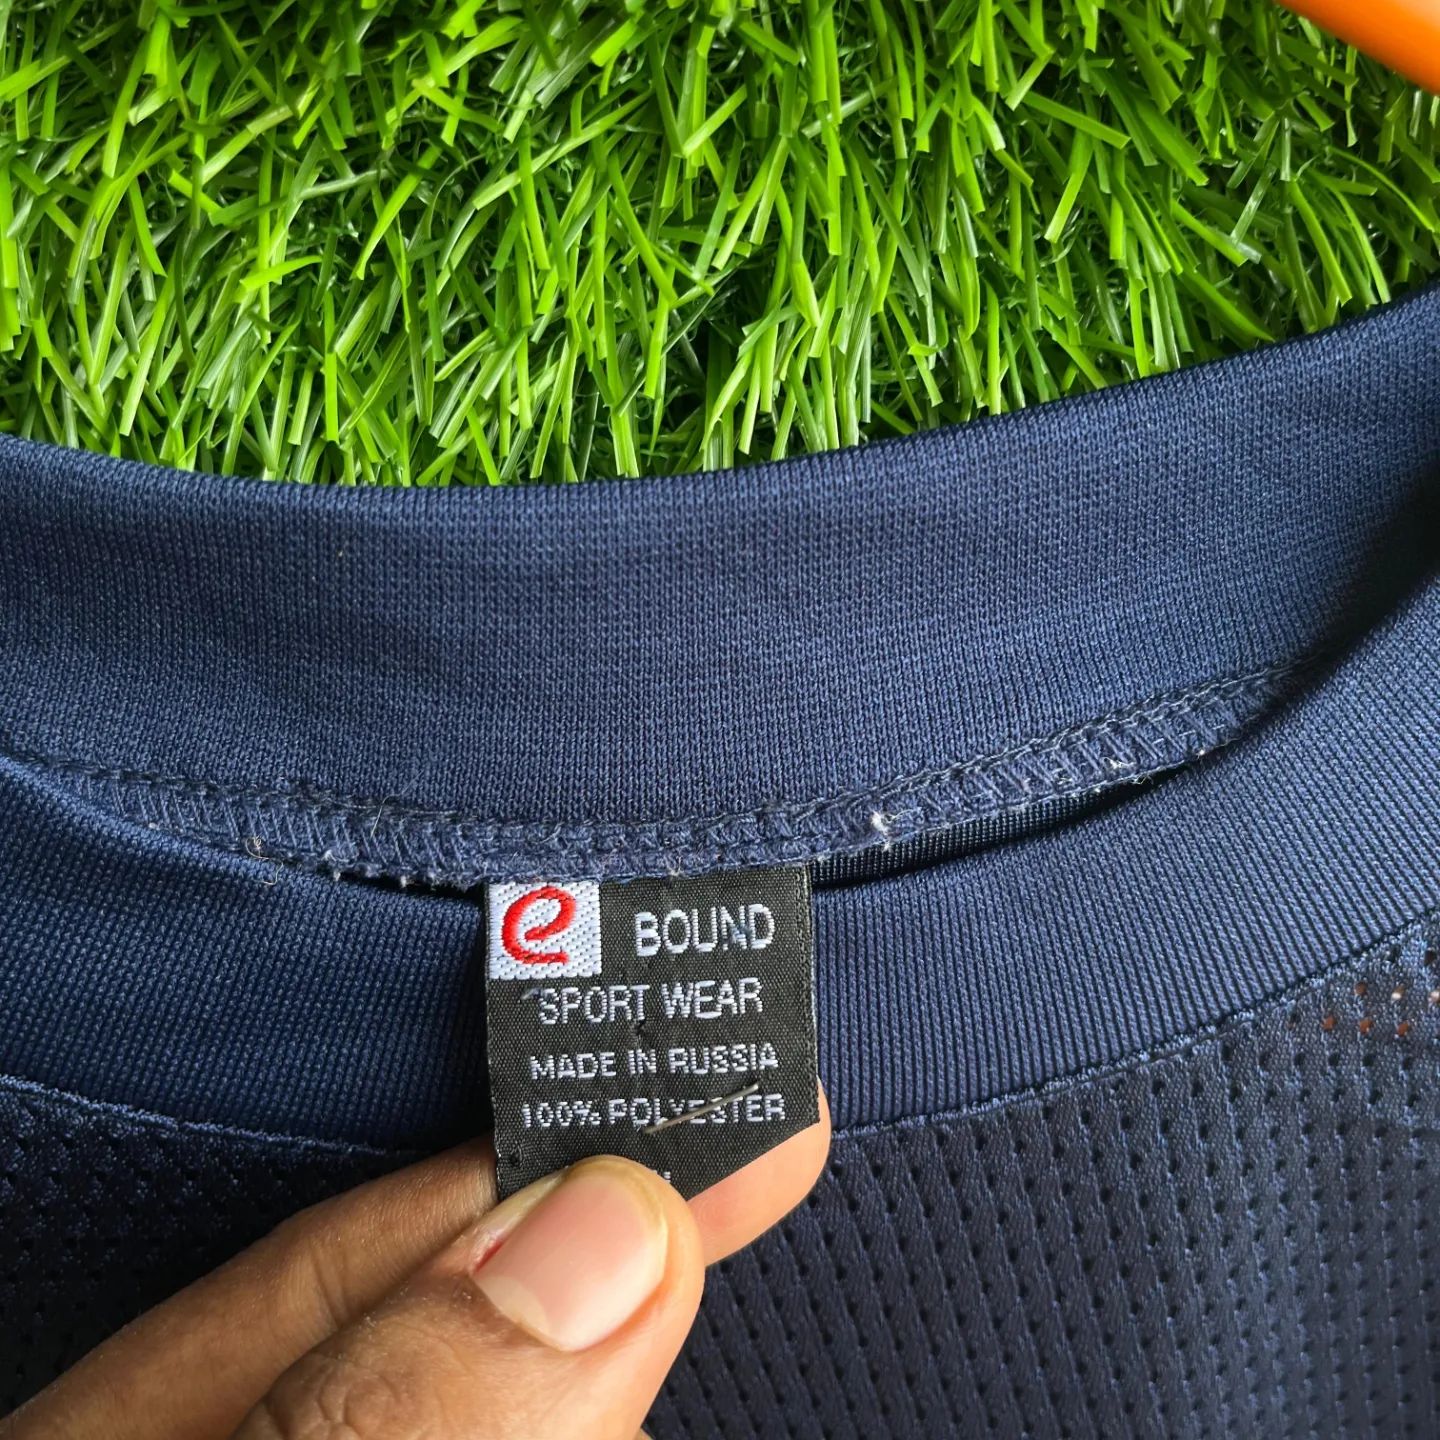 e BOUND
SPORT WEAR
MADE IN RUSSIA
100% POLYESTER